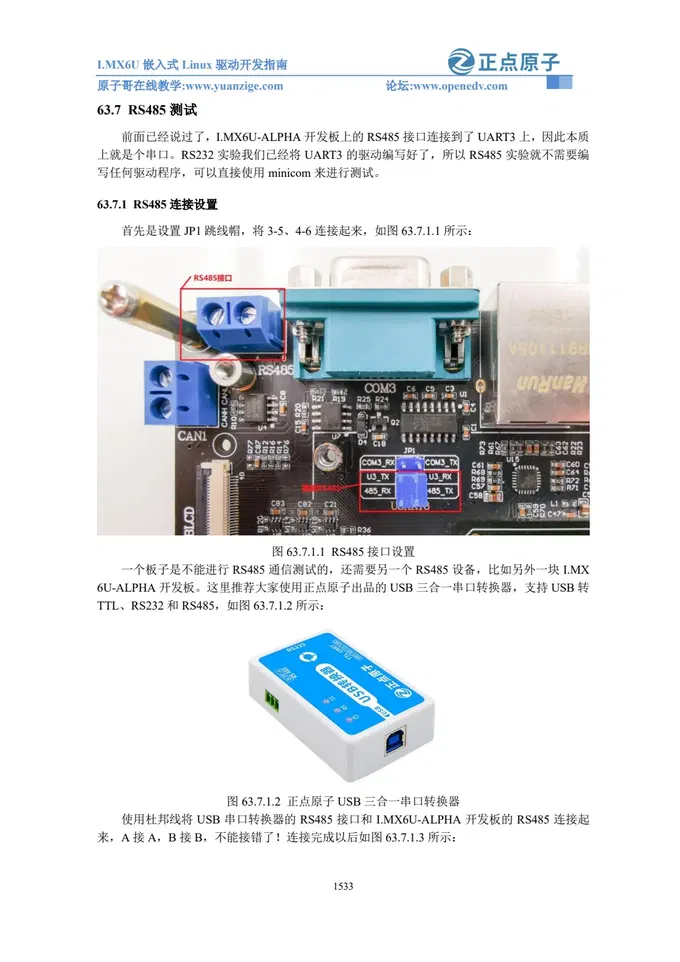 I.MX6U 嵌入式 Linux 驱动开发指南
正点原子
原子哥在线教学:www.yuanzige.com
论坛:www.openedv.com
63.7 RS485 测试
前面已经说过了，I.MX6U-ALPHA 开发板上的 RS485 接口连接到了 UART3 上，因此本质
上就是个串口。RS232 实验我们已经将 UART3 的驱动编写好了，所以 RS485 实验就不需要编
写任何驱动程序，可以直接使用 minicom 来进行测试。
63.7.1 RS485 连接设置
首先是设置 JP1 跳线帽，将 3-5、4-6 连接起来，如图 63.7.1.1 所示：
RS485接口
RS485
COM3
CAN1
HanRun
JP1
COM3_RX
COM3_TX
U3_TX
U3_RX
485_RX
485_TX
图 63.7.1.1 RS485 接口设置
一个板子是不能进行 RS485 通信测试的，还需要另一个 RS485 设备，比如另外一块 I.MX
6U-ALPHA 开发板。这里推荐大家使用正点原子出品的 USB 三合一串口转换器，支持 USB 转
TTL、RS232 和 RS485，如图 63.7.1.2 所示：
RS232
正点原子
USB转换器
USB
图 63.7.1.2 正点原子 USB 三合一串口转换器
使用杜邦线将 USB 串口转换器的 RS485 接口和 I.MX6U-ALPHA 开发板的 RS485 连接起
来，A 接 A，B 接 B，不能接错了！连接完成以后如图 63.7.1.3 所示：
1533